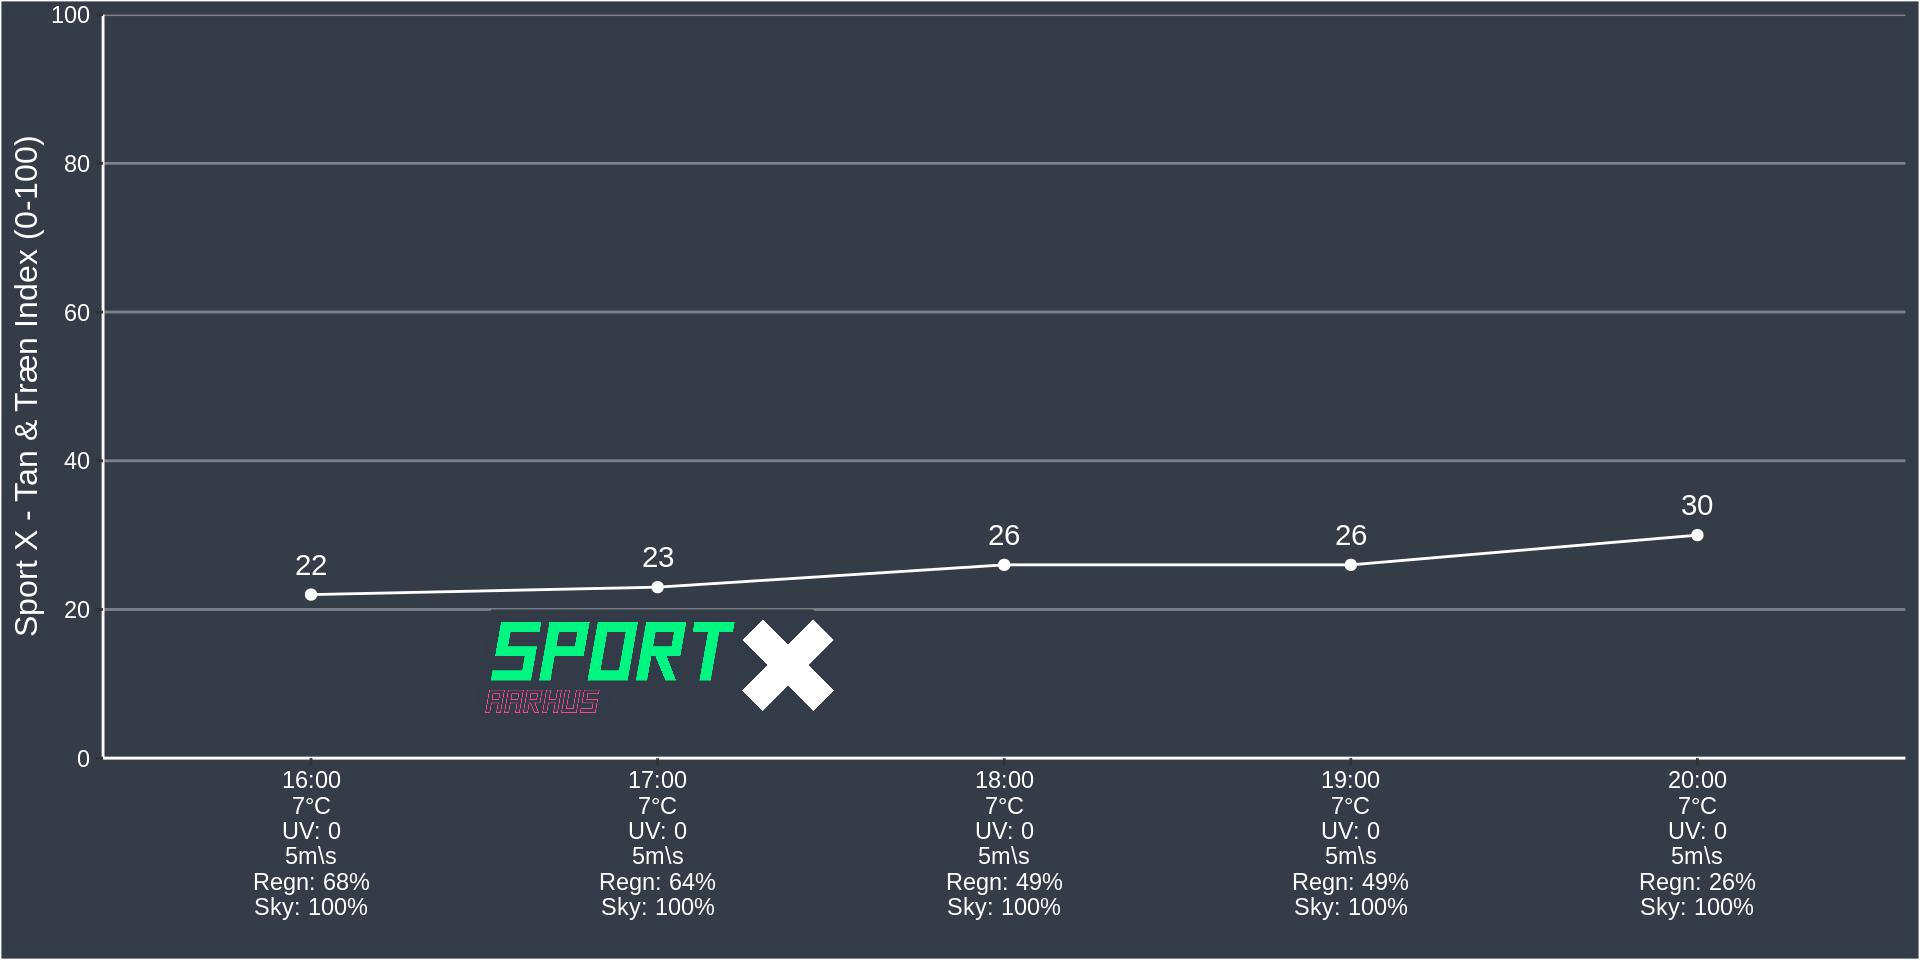 Sport X - Tan & Træn Index (0-100)
100
80
60
40
20
0
22
23
26
26
30
SPORT X
AARHUS
16:00
7°C
UV: 0
5m\s
Regn: 68%
Sky: 100%
17:00
7°C
UV: 0
5m\s
Regn: 64%
Sky: 100%
18:00
7°C
UV: 0
5m\s
Regn: 49%
Sky: 100%
19:00
7°C
UV: 0
5m\s
Regn: 49%
Sky: 100%
20:00
7°C
UV: 0
5m\s
Regn: 26%
Sky: 100%